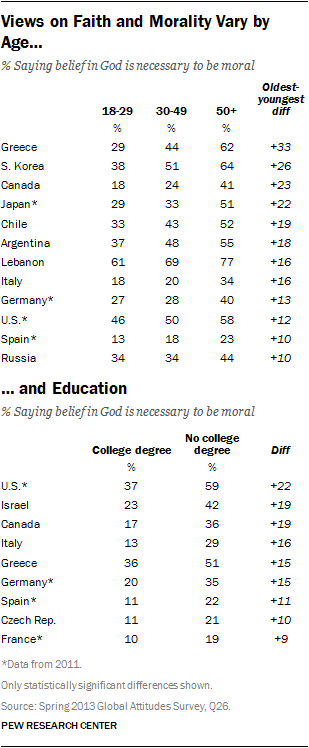 Views on Faith and Morality Vary by
Age...
% Saying belief in God is necessary to be moral
Oldest-
youngest
18-29 30-49 50+ diff
% % %
Greece 29 44 62 +33
S. Korea 38 51 64 +26
Canada 18 24 41 +23
Japan* 29 33 51 +22
Chile 33 43 52 +19
Argentina 37 48 55 +18
Lebanon 61 69 77 +16
Italy 18 20 34 +16
Germany* 27 28 40 +13
U.S.* 46 50 58 +12
Spain* 13 18 23 +10
Russia 34 34 44 +10
... and Education
% Saying belief in God is necessary to be moral
No college
College degree degree Diff
% %
U.S.* 37 59 +22
Israel 23 42 +19
Canada 17 36 +19
Italy 13 29 +16
Greece 36 51 +15
Germany* 20 35 +15
Spain* 11 22 +11
Czech Rep. 11 21 +10
France* 10 19 +9
*Data from 2011.
Only statistically significant differences shown.
Source: Spring 2013 Global Attitudes Survey, Q26.
PEW RESEARCH CENTER